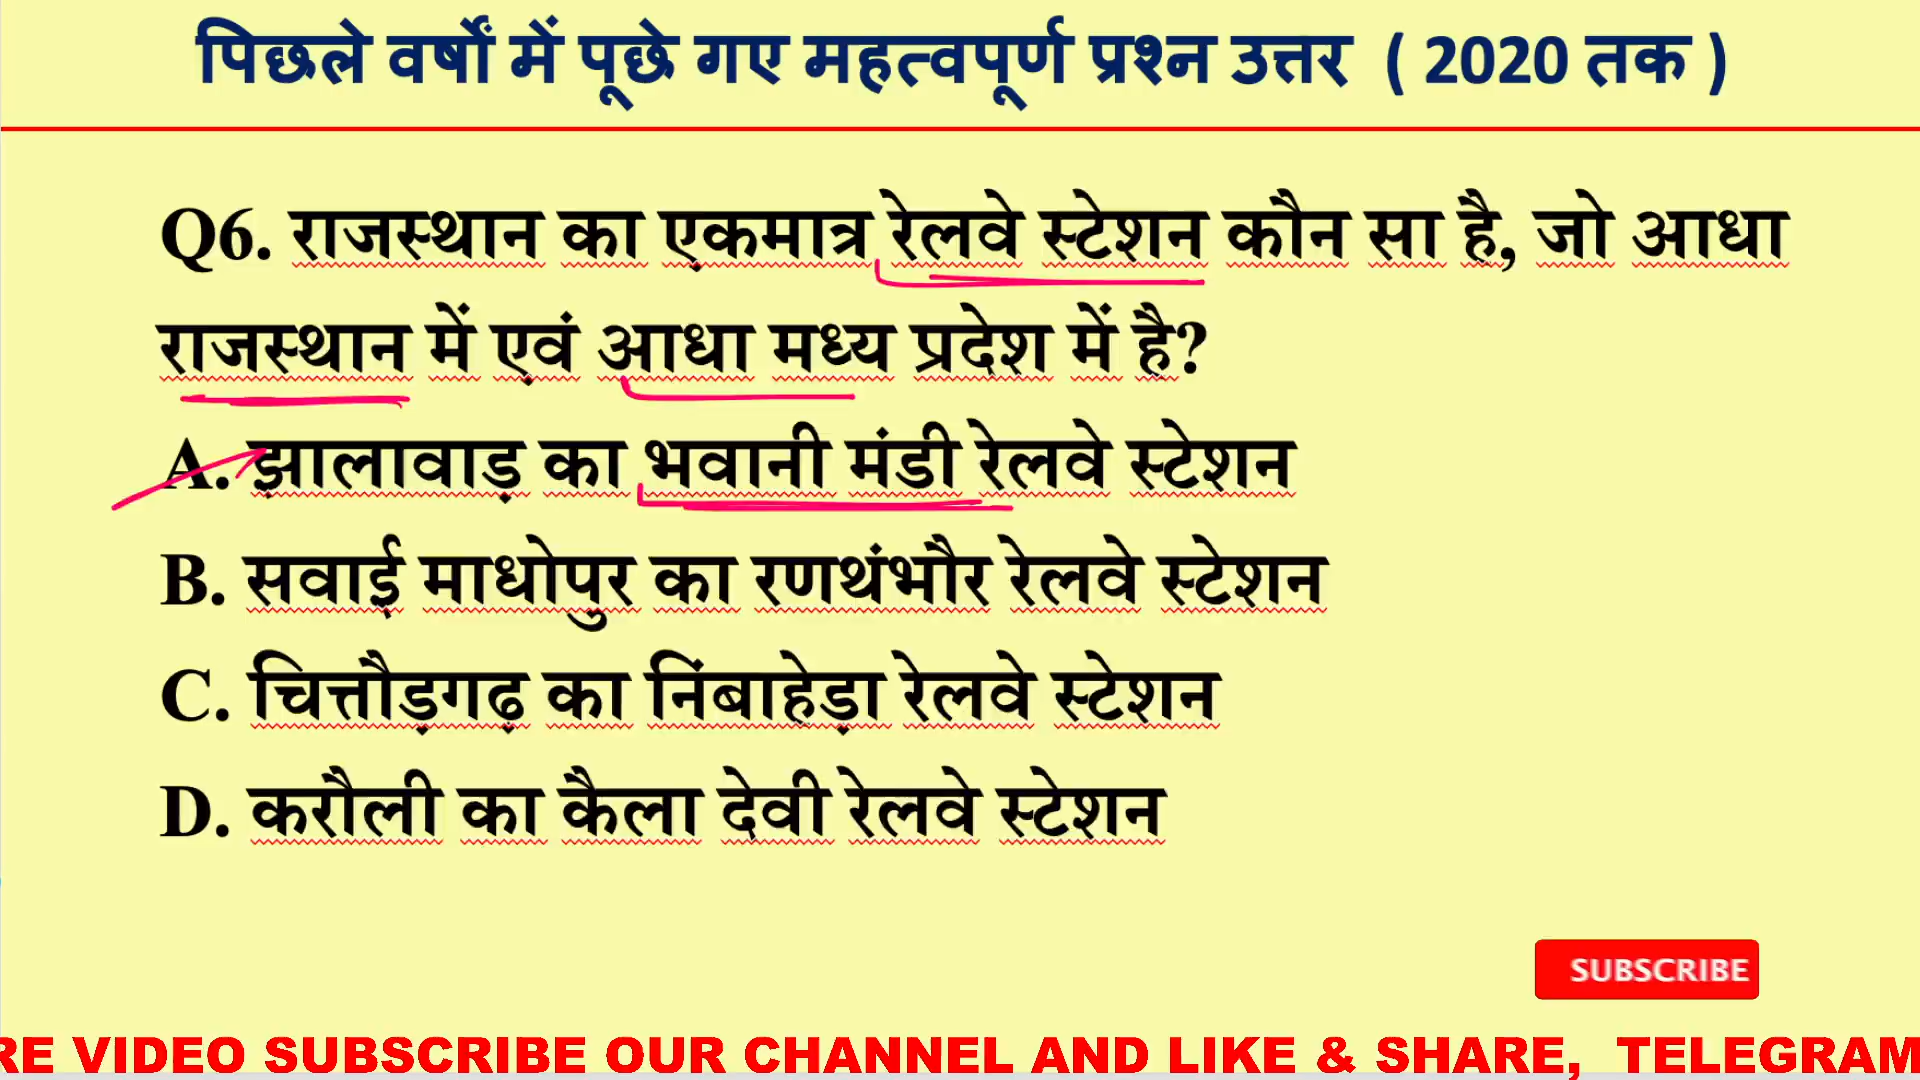 पिछले वर्षों में पूछे गए महत्वपूर्ण प्रश्न उत्तर ( 2020 तक )
Q6. राजस्थान का एकमात्र रेलवे स्टेशन कौन सा है, जो आधा
राजस्थान में एवं आधा मध्य प्रदेश में है?
A. झालावाड़ का भवानी मंडी रेलवे स्टेशन
B. सवाई माधोपुर का रणथंभौर रेलवे स्टेशन
C. चित्तौड़गढ़ का निंबाहेड़ा रेलवे स्टेशन
D. करौली का कैला देवी रेलवे स्टेशन
SUBSCRIBE
RE VIDEO SUBSCRIBE OUR CHANNEL AND LIKE & SHARE, TELEGRAM